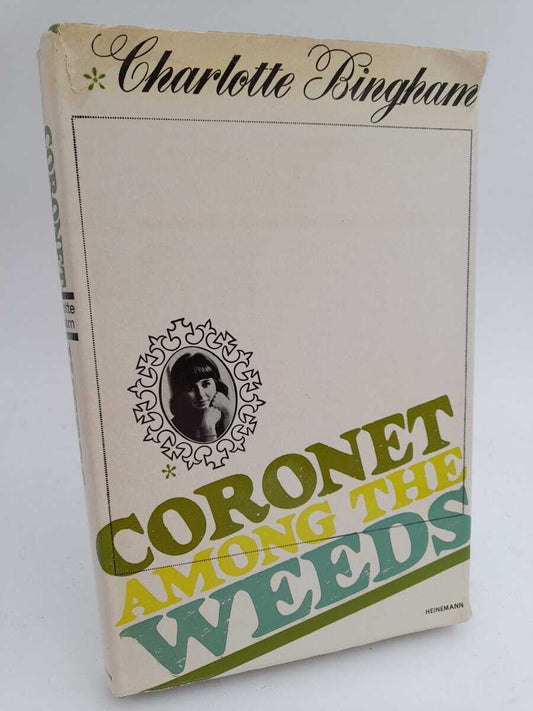 * Charlotte Bingham
* CORONET
AMONG THE
WEEDS
HEINEMANN
CORONET